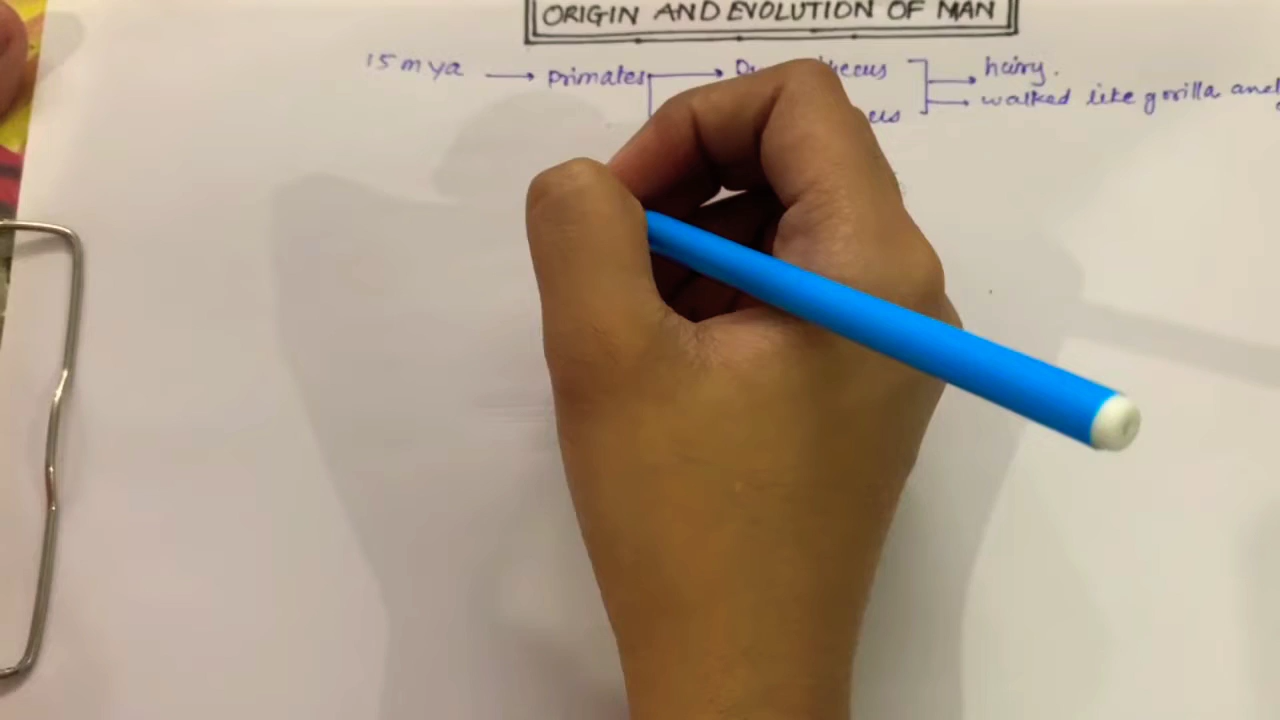 ORIGIN AND EVOLUTION OF MAN
15 mya → primates → hairy.
→ walked like gorilla and